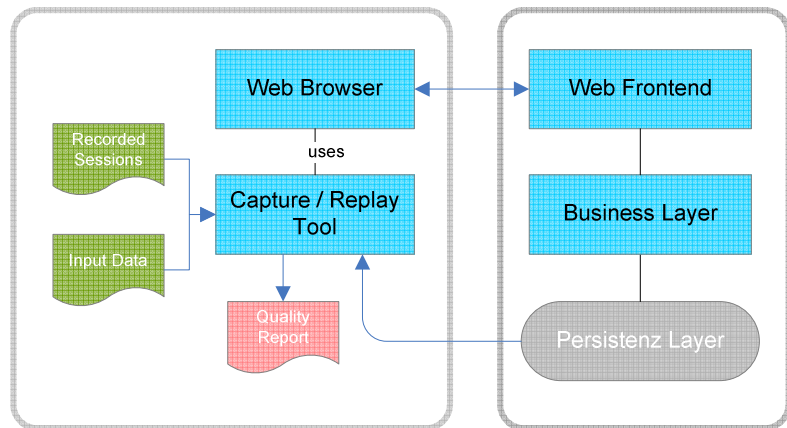 Web Browser
Web Frontend
Recorded
Sessions
uses
Capture / Replay
Tool
Business Layer
Input Data
Quality
Report
Persistenz Layer